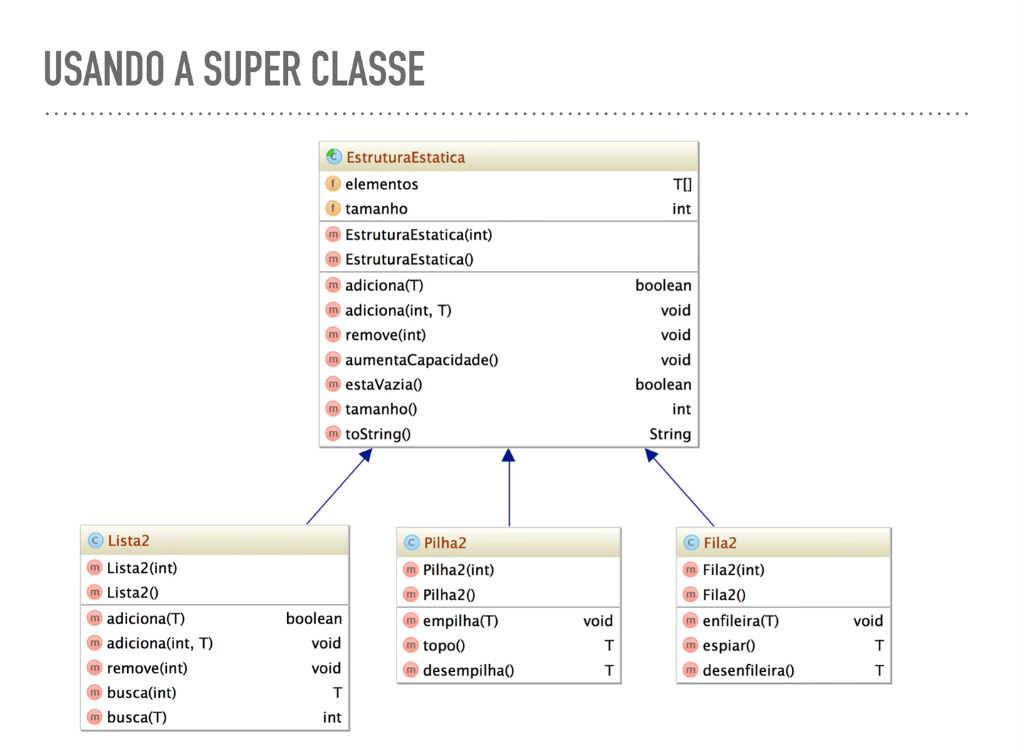 USANDO A SUPER CLASSE
EstruturaEstatica
elementos T[]
tamanho int
EstruturaEstatica(int)
EstruturaEstatica()
adiciona(T) boolean
adiciona(int, T) void
remove(int) void
aumentaCapacidade() void
estaVazia() boolean
tamanho() int
toString() String
Lista2
Lista2(int)
Lista2()
adiciona(T) boolean
adiciona(int, T) void
remove(int) void
busca(int) T
busca(T) int
Pilha2
Pilha2(int)
Pilha2()
empilha(T) void
topo() T
desempilha() T
Fila2
Fila2(int)
Fila2()
enfileira(T) void
espiar() T
desenfileira() T